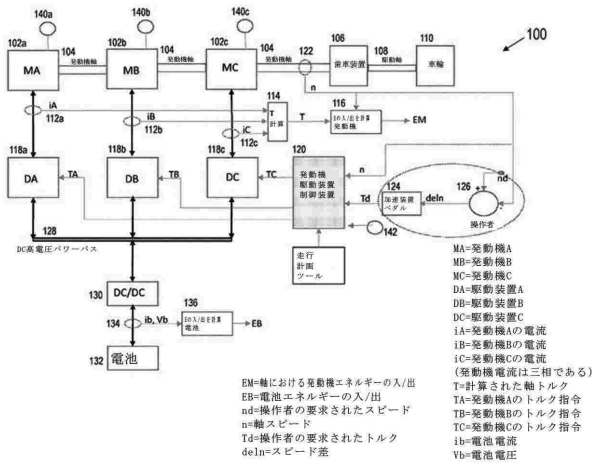 140a
140b
140c
100
102a
102b
102c
106
110
104
104
104
122
108
MA
発動機軸
MB
発動機軸
MC
発動機軸
歯車装置
駆動軸
車輪
n
iA
iB
iC
112a
112b
112c
114
T
計算
T
116
Eの入/出を計算
発動機
EM
118a
118b
118c
120
DA
TA
DB
TB
DC
TC
発動機
駆動装置
制御装置
n
Td
124
加速装置
ペダル
deln
126
+
nd
-
操作者
142
128
DC高電圧パワーバス
走行
計画
ツール
130
DC/DC
134
ib, Vb
136
Eの入/出を計算
電池
EB
132
電池
MA=発動機A
MB=発動機B
MC=発動機C
DA=駆動装置A
DB=駆動装置B
DC=駆動装置C
iA=発動機Aの電流
iB=発動機Bの電流
iC=発動機Cの電流
(発動機電流は三相である)
T=計算された軸トルク
TA=発動機Aのトルク指令
TB=発動機Bのトルク指令
TC=発動機Cのトルク指令
ib=電池電流
Vb=電池電圧
EM=軸における発動機エネルギーの入/出
EB=電池エネルギーの入/出
nd=操作者の要求されたスピード
n=軸スピード
Td=操作者の要求されたトルク
deln=スピード差